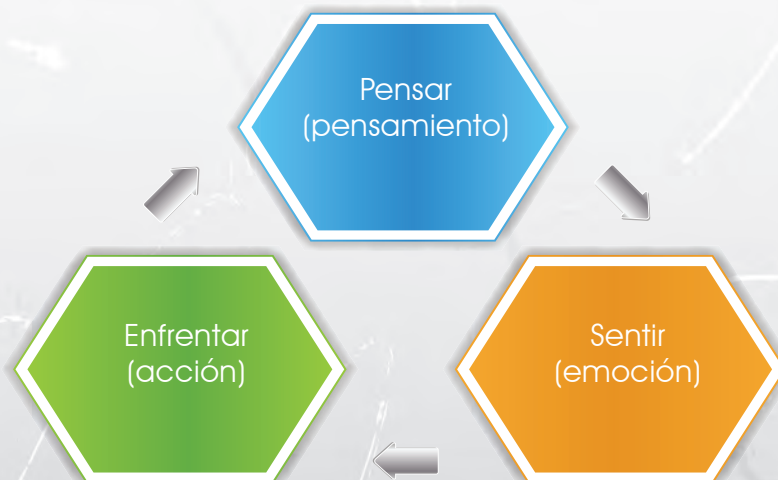 Pensar
(pensamiento)
Enfrentar
(acción)
Sentir
(emoción)